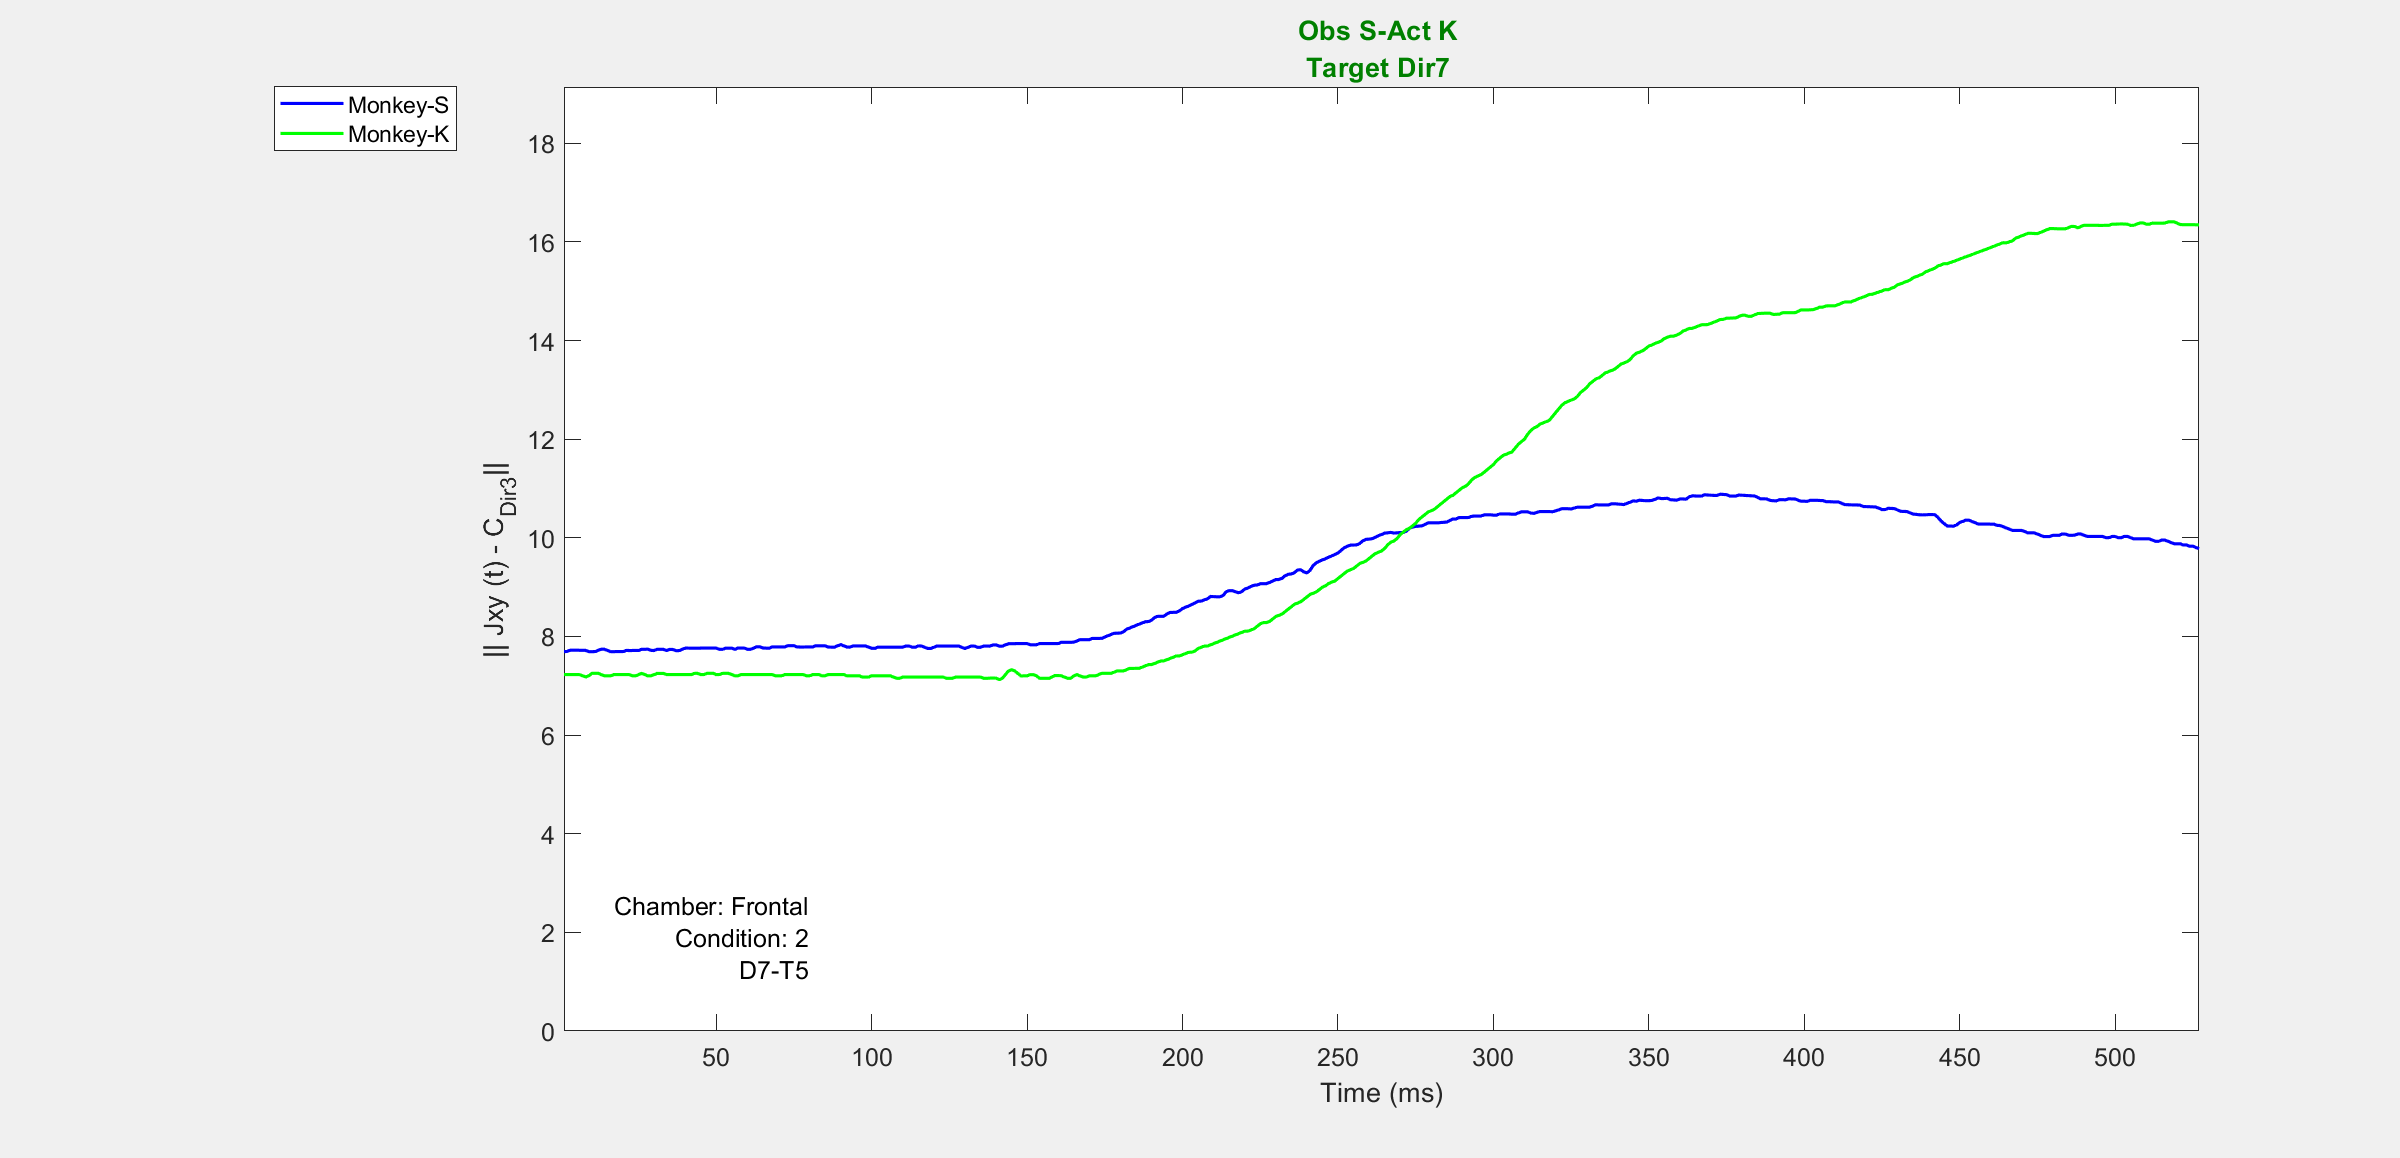 Obs S-Act K
Target Dir7
Monkey-S
Monkey-K
|| Jxy (t) - C_Dir3||
18
16
14
12
10
8
6
4
2
0
Chamber: Frontal
Condition: 2
D7-T5
50 100 150 200 250 300 350 400 450 500
Time (ms)